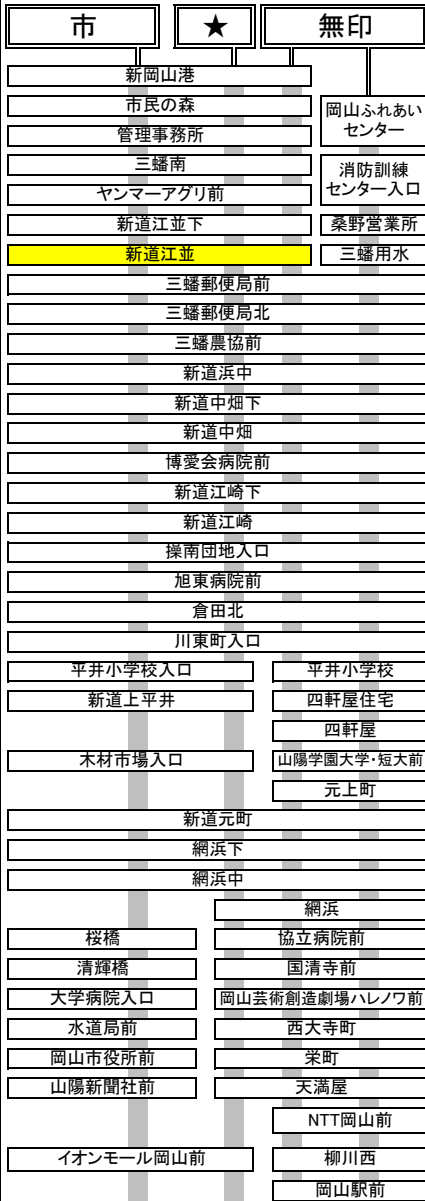 市 ★ 無印
新岡山港
市民の森
岡山ふれあい
センター
管理事務所
三蟠南
消防訓練
センター入口
ヤンマーアグリ前
新道江並下 桑野営業所
新道江並 三蟠用水
三蟠郵便局前
三蟠郵便局北
三蟠農協前
新道浜中
新道中畑下
新道中畑
博愛会病院前
新道江崎下
新道江崎
操南団地入口
旭東病院前
倉田北
川東町入口
平井小学校入口 平井小学校
新道上平井 四軒屋住宅
四軒屋
木材市場入口 山陽学園大学・短大前
元上町
新道元町
網浜下
網浜中
網浜
桜橋 協立病院前
清輝橋 国清寺前
大学病院入口 岡山芸術創造劇場ハレノワ前
水道局前 西大寺町
岡山市役所前 栄町
山陽新聞社前 天満屋
NTT岡山前
イオンモール岡山前 柳川西
岡山駅前